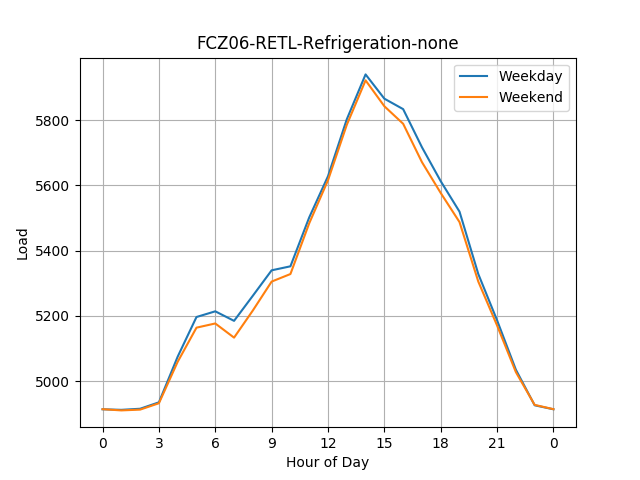 FCZ06-RETL-Refrigeration-none
Weekday
Weekend
5800
5600
5400
5200
5000
Load
0 3 6 9 12 15 18 21 0
Hour of Day